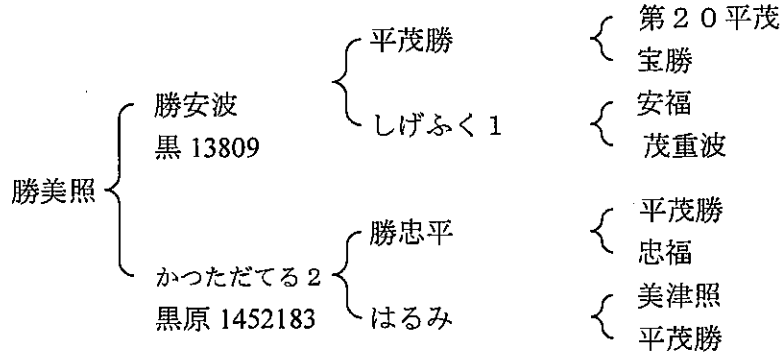 勝美照
勝安波
黒 13809
かつただてる２
黒原 1452183
平茂勝
しげふく１
勝忠平
はるみ
第２０平茂
宝勝
安福
茂重波
平茂勝
忠福
美津照
平茂勝